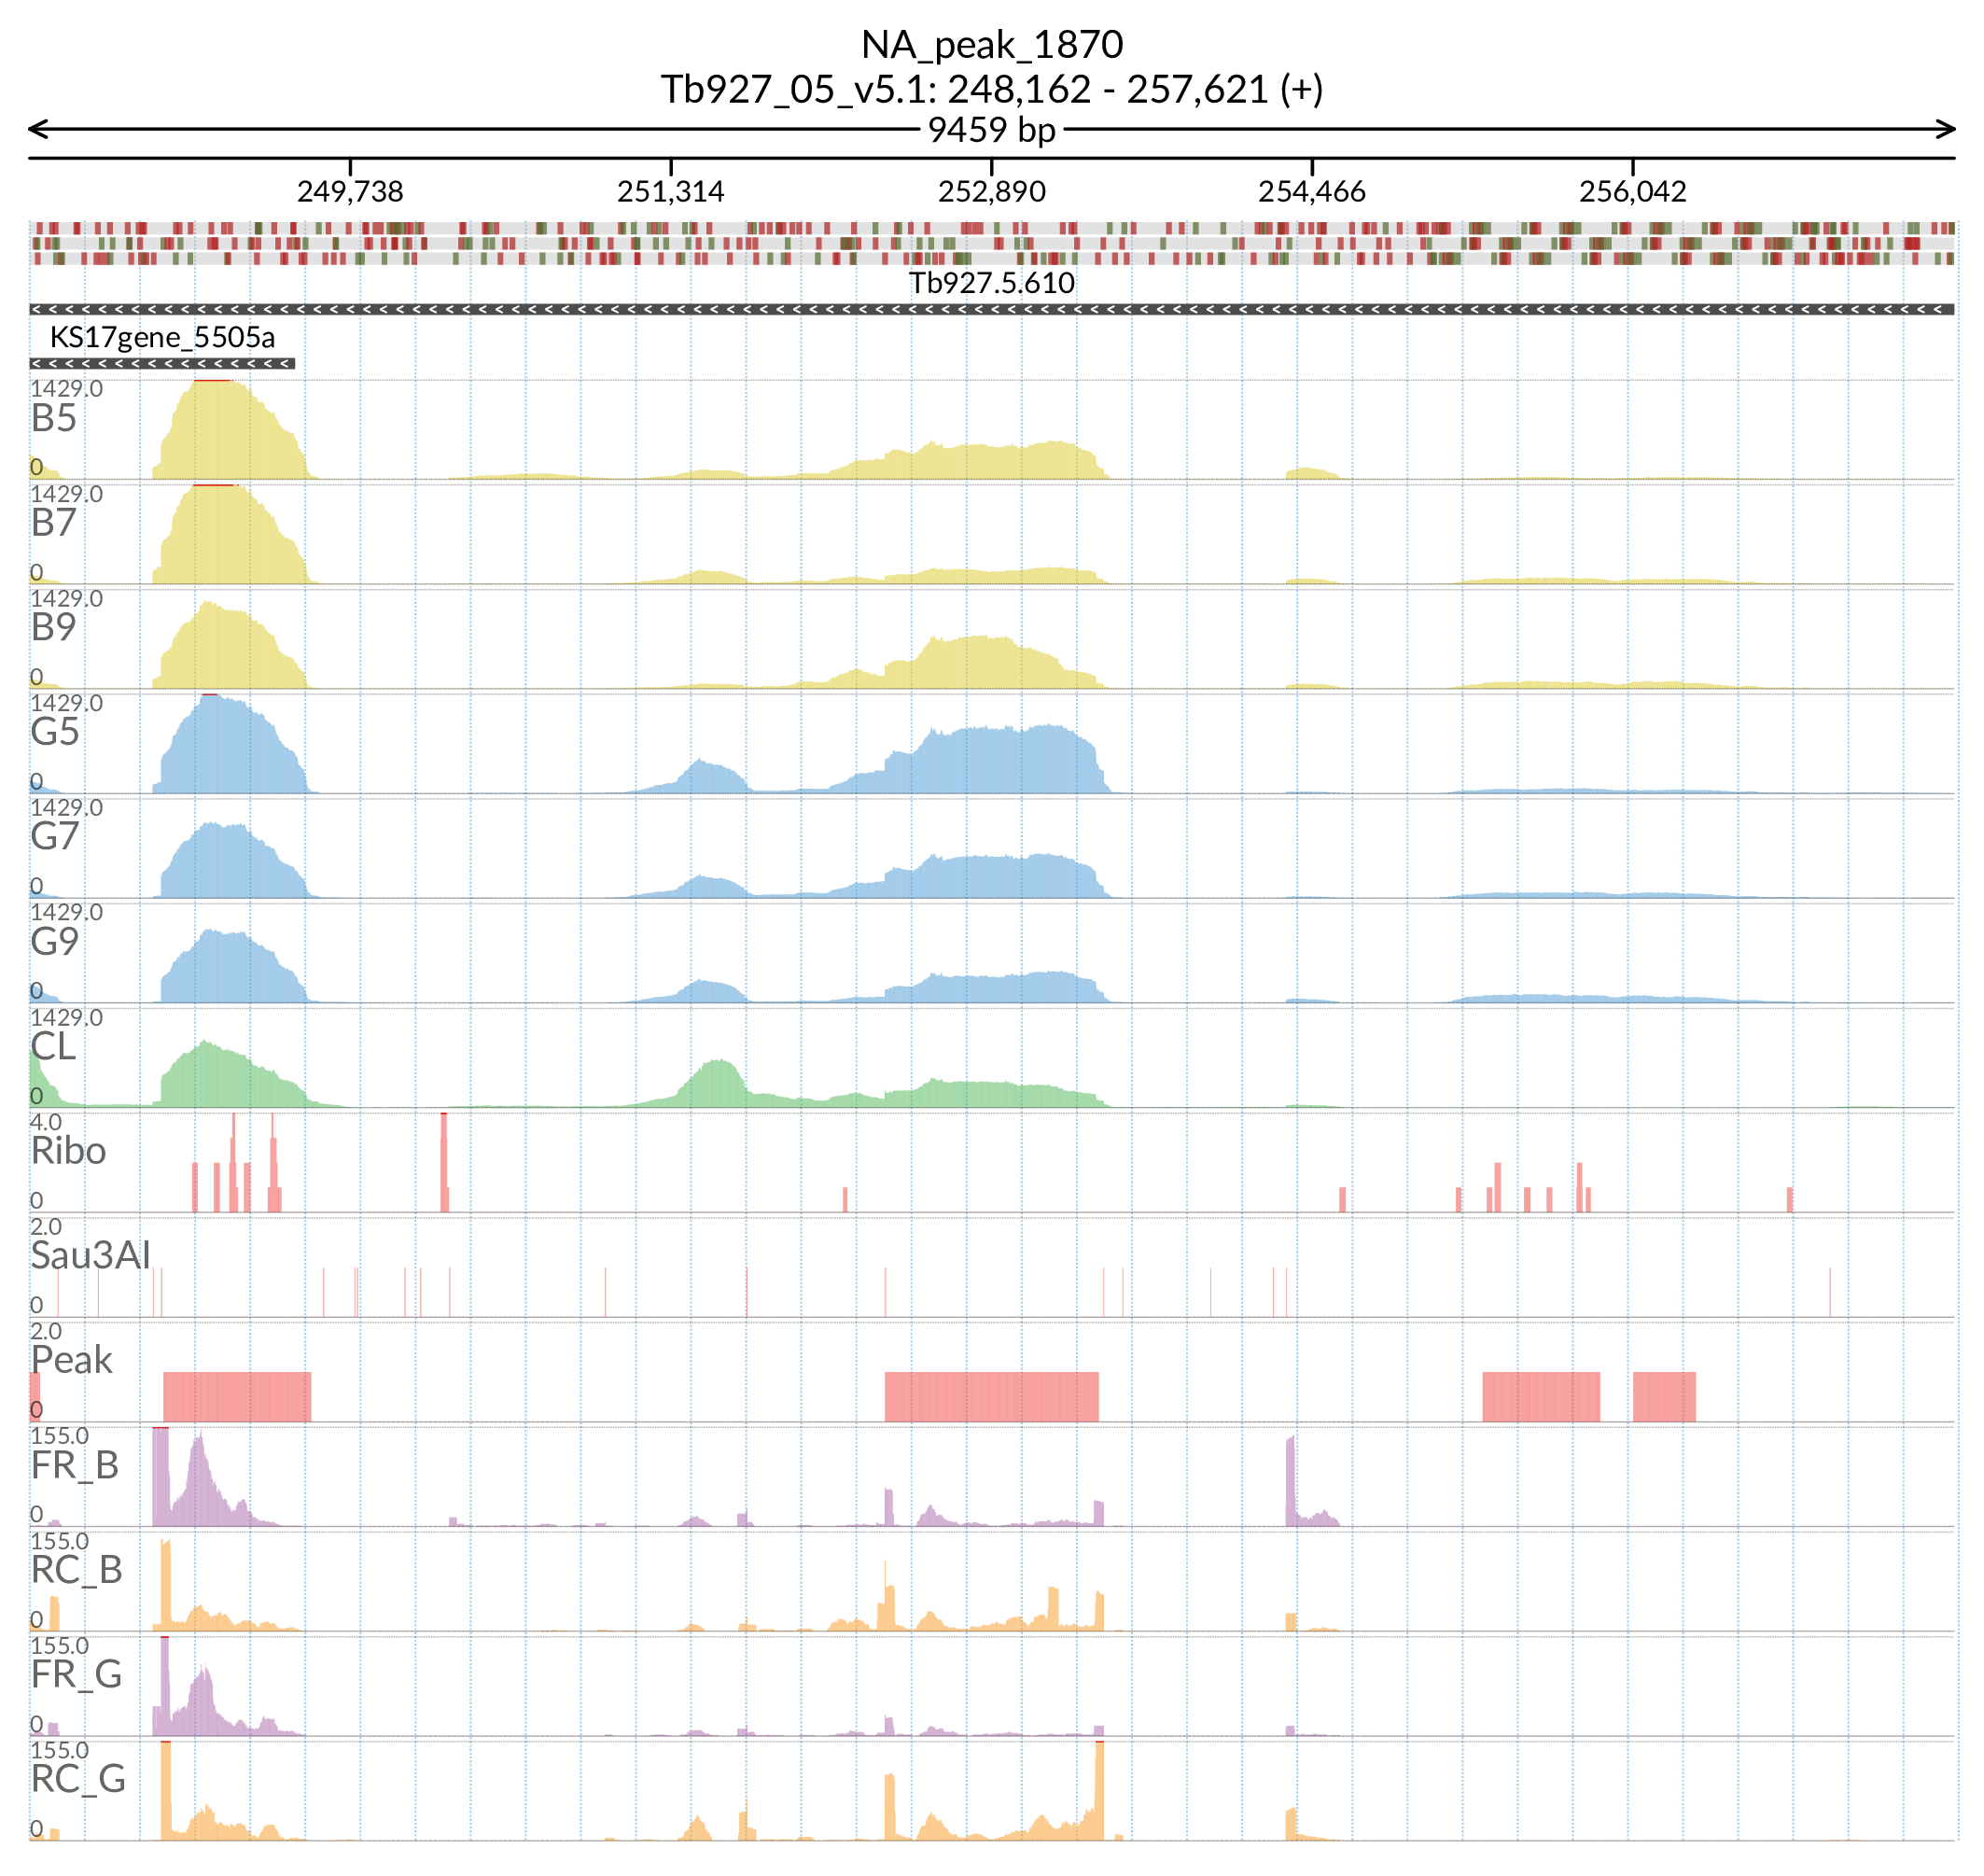 NA_peak_1870
Tb927_05_v5.1: 248,162 - 257,621 (+)
9459 bp
249,738 251,314 252,890 254,466 256,042
Tb927.5.610
KS17gene_5505a
1429.0
B5
0
1429.0
B7
0
1429.0
B9
0
1429.0
G5
0
1429.0
G7
0
1429.0
G9
0
1429.0
CL
0
4.0
Ribo
0
2.0
Sau3AI
0
2.0
Peak
0
155.0
FR_B
0
155.0
RC_B
0
155.0
FR_G
0
155.0
RC_G
0